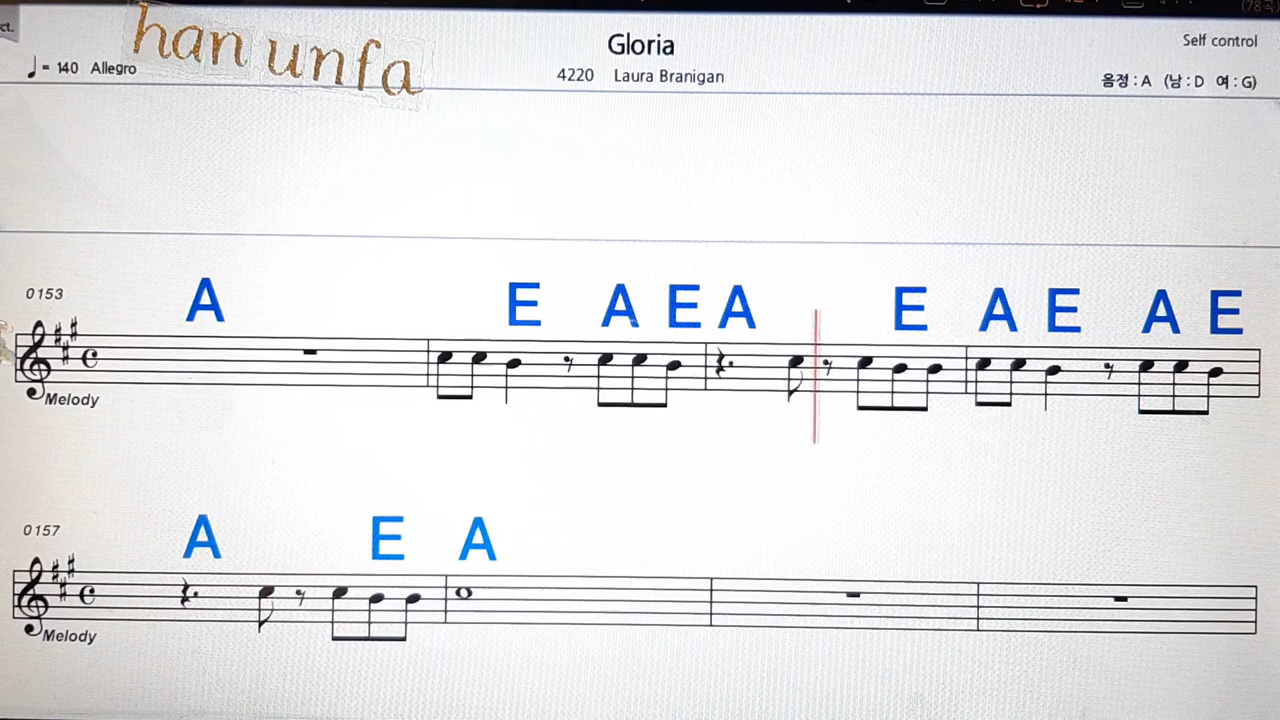 ct.
han unfa
Gloria
Self control
= 140 Allegro
4220 Laura Branigan
음정 : A (남 : D 여 : G)
0153
A E A E A E A E A E
Melody
0157
A E A
Melody